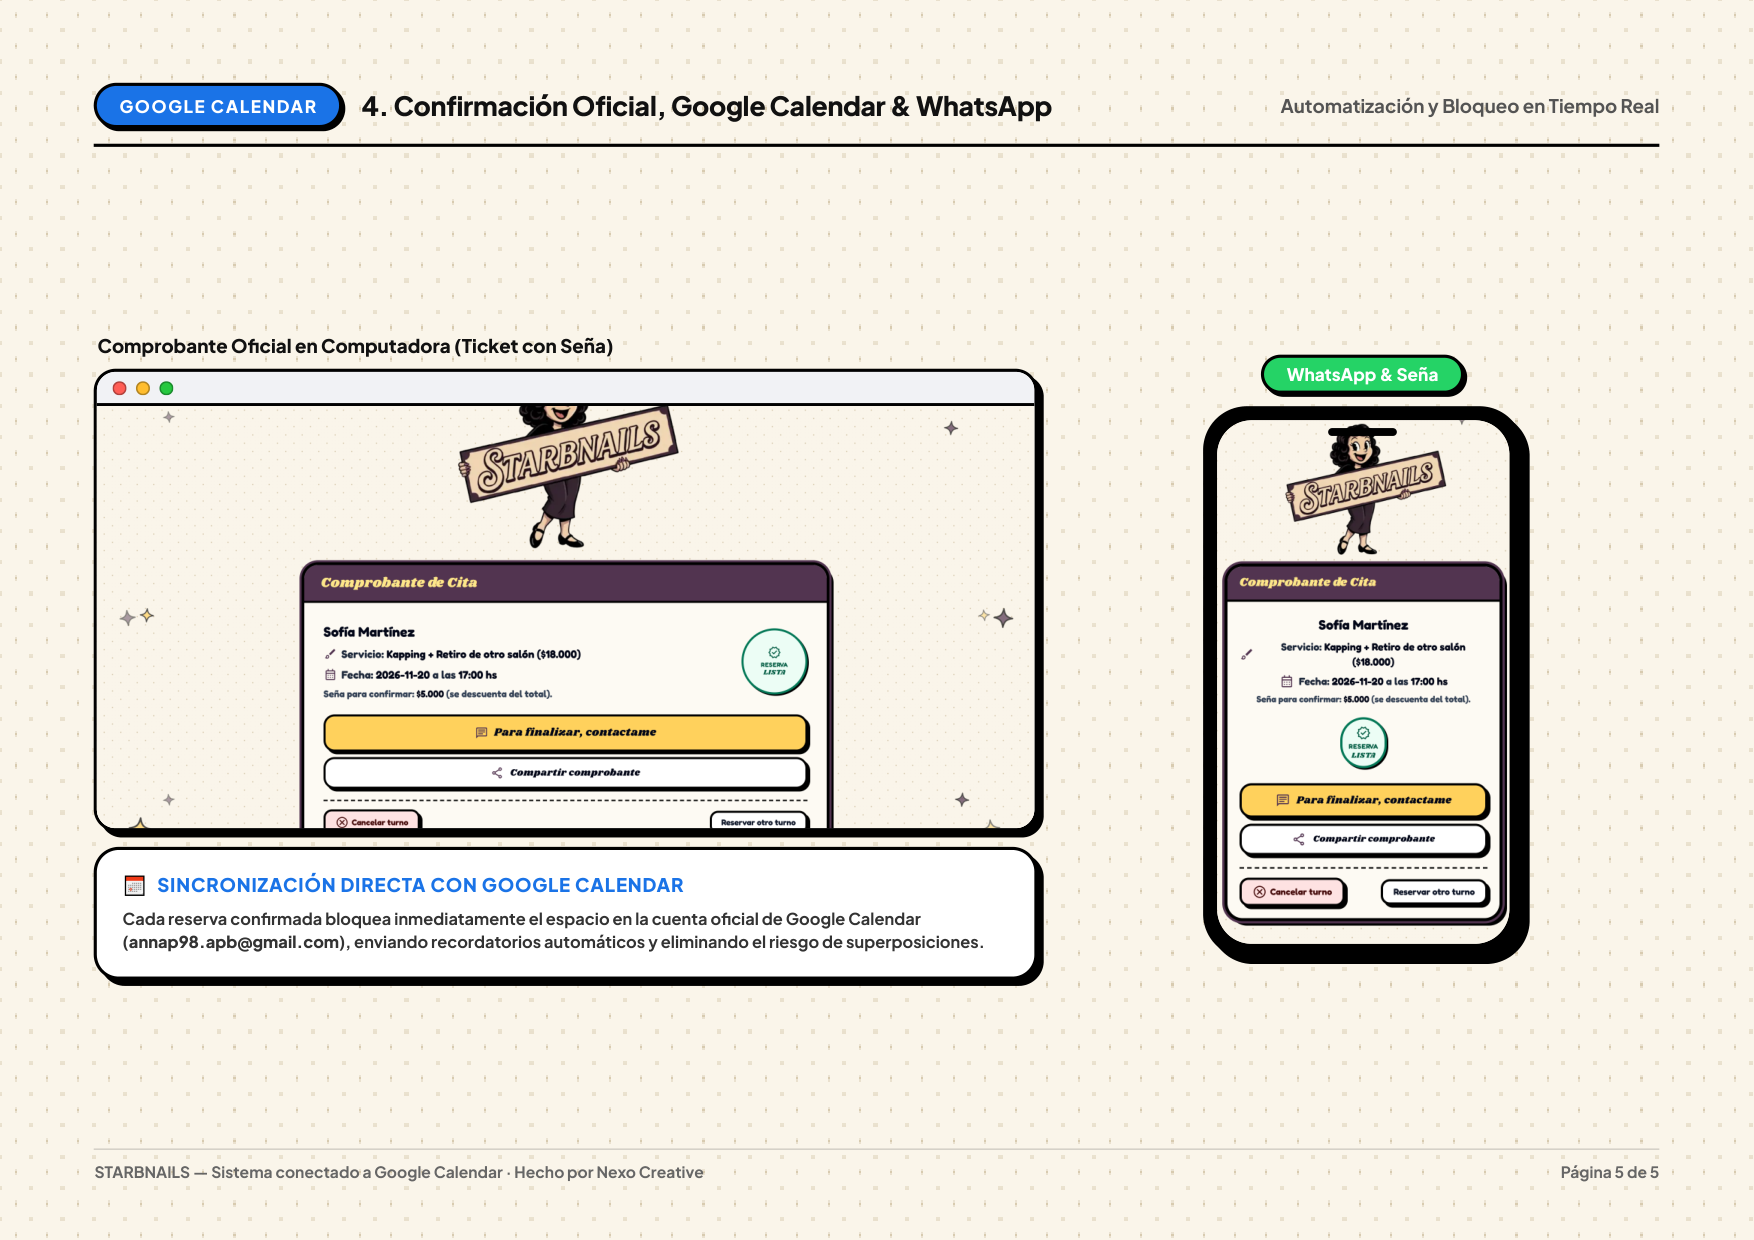 GOOGLE CALENDAR
4. Confirmación Oficial, Google Calendar & WhatsApp
Automatización y Bloqueo en Tiempo Real
Comprobante Oficial en Computadora (Ticket con Seña)
STARBNAILS
Comprobante de Cita
Sofía Martínez
Servicio: Kapping + Retiro de otro salón ($18.000)
Fecha: 2026-11-20 a las 17:00 hs
Seña para confirmar: $5.000 (se descuenta del total).
RESERVA
LISTA
Para finalizar, contactame
Compartir comprobante
Cancelar turno
Reservar otro turno
SINCRONIZACIÓN DIRECTA CON GOOGLE CALENDAR
Cada reserva confirmada bloquea inmediatamente el espacio en la cuenta oficial de Google Calendar
(annap98.apb@gmail.com), enviando recordatorios automáticos y eliminando el riesgo de superposiciones.
WhatsApp & Seña
STARBNAILS
Comprobante de Cita
Sofía Martínez
Servicio: Kapping + Retiro de otro salón
($18.000)
Fecha: 2026-11-20 a las 17:00 hs
Seña para confirmar: $5.000 (se descuenta del total).
RESERVA
LISTA
Para finalizar, contactame
Compartir comprobante
Cancelar turno
Reservar otro turno
STARBNAILS — Sistema conectado a Google Calendar · Hecho por Nexo Creative
Página 5 de 5